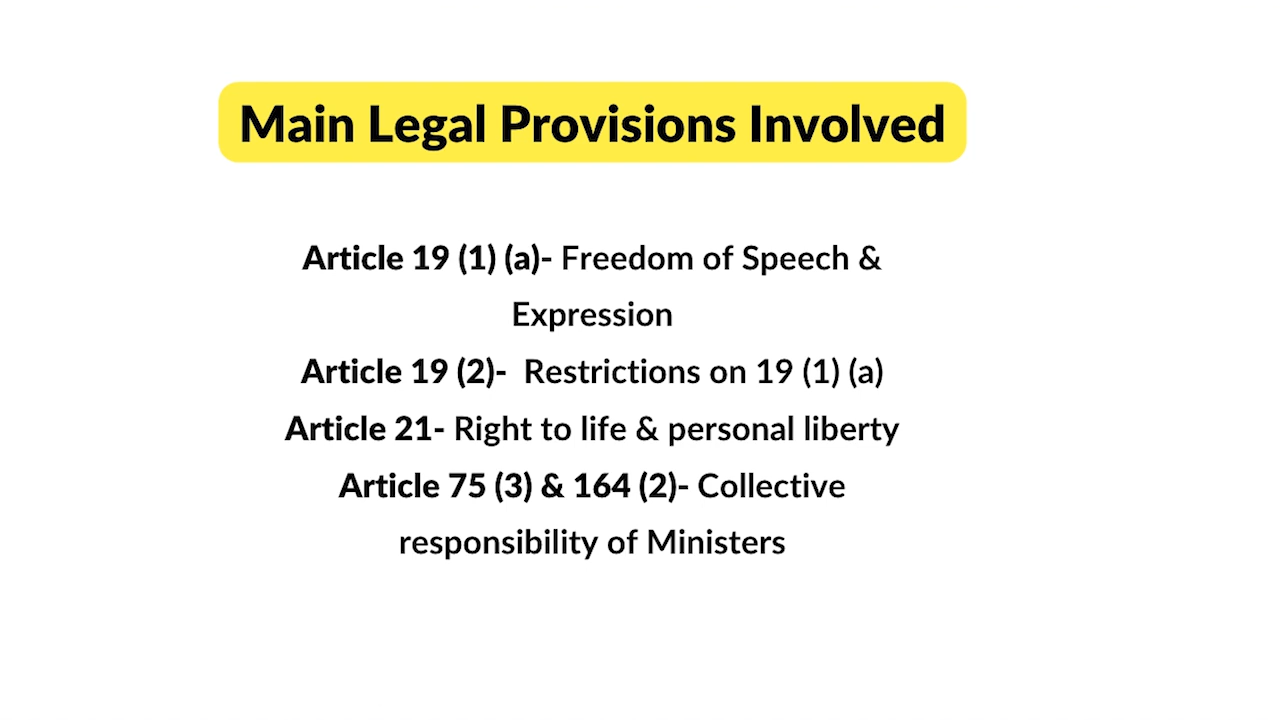 Main Legal Provisions Involved
Article 19 (1) (a)- Freedom of Speech &
Expression
Article 19 (2)- Restrictions on 19 (1) (a)
Article 21- Right to life & personal liberty
Article 75 (3) & 164 (2)- Collective
responsibility of Ministers